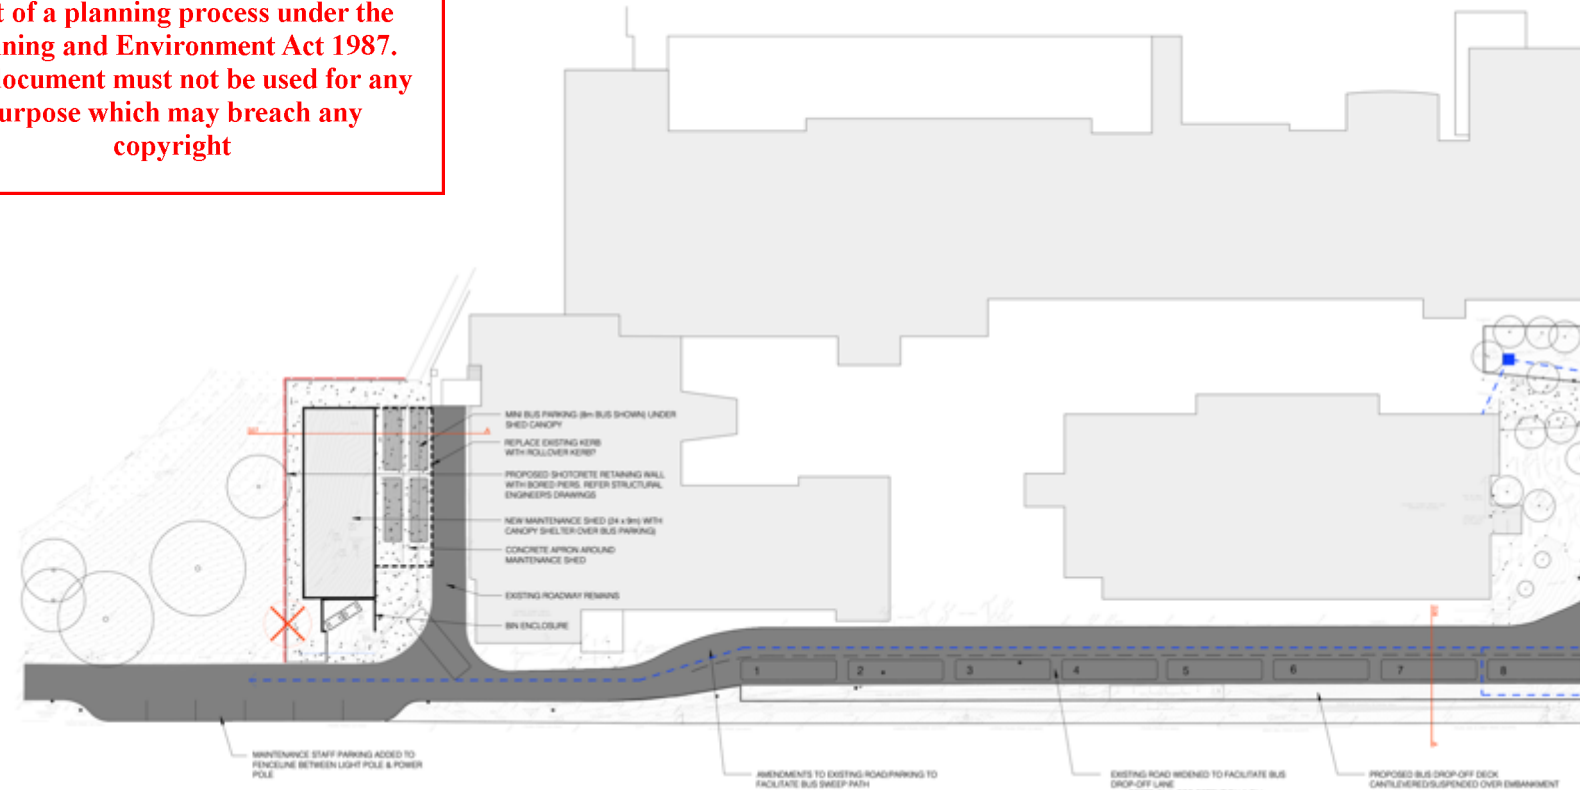 t of a planning process under the
ning and Environment Act 1987.
ocument must not be used for any
urpose which may breach any
copyright
MINI BUS PARKING (8m BUS SHOWN) UNDER
SHED CANOPY
REPLACE EXISTING KERB
WITH ROLLOVER KERB?
PROPOSED SHOTCRETE RETAINING WALL
WITH BORED PIERS. REFER STRUCTURAL
ENGINEERS DRAWINGS
NEW MAINTENANCE SHED (24 x 9m) WITH
CANOPY SHELTER OVER BUS PARKING)
CONCRETE APRON AROUND
MAINTENANCE SHED
EXISTING ROADWAY REMAINS
BIN ENCLOSURE
1 2 3 4 5 6 7 8
MAINTENANCE STAFF PARKING ADDED TO
FENCELINE BETWEEN LIGHT POLE & POWER
POLE
AMENDMENTS TO EXISTING ROAD/PARKING TO
FACILITATE BUS SWEEP PATH
EXISTING ROAD WIDENED TO FACILITATE BUS
DROP-OFF LANE
PROPOSED BUS DROP-OFF DECK
CANTILEVERED/SUSPENDED OVER EMBANKMENT